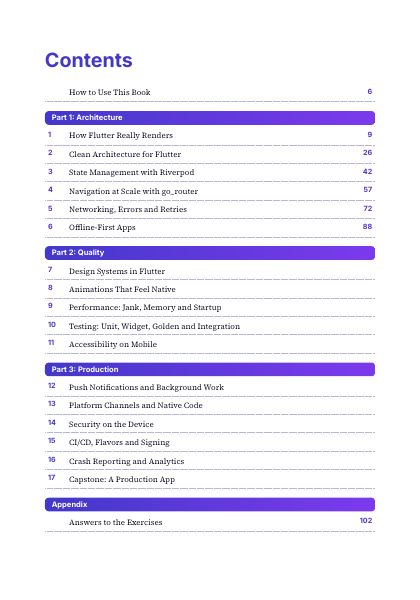 Contents
How to Use This Book 6
Part 1: Architecture
1 How Flutter Really Renders 9
2 Clean Architecture for Flutter 26
3 State Management with Riverpod 42
4 Navigation at Scale with go_router 57
5 Networking, Errors and Retries 72
6 Offline-First Apps 88
Part 2: Quality
7 Design Systems in Flutter
8 Animations That Feel Native
9 Performance: Jank, Memory and Startup
10 Testing: Unit, Widget, Golden and Integration
11 Accessibility on Mobile
Part 3: Production
12 Push Notifications and Background Work
13 Platform Channels and Native Code
14 Security on the Device
15 CI/CD, Flavors and Signing
16 Crash Reporting and Analytics
17 Capstone: A Production App
Appendix
Answers to the Exercises 102